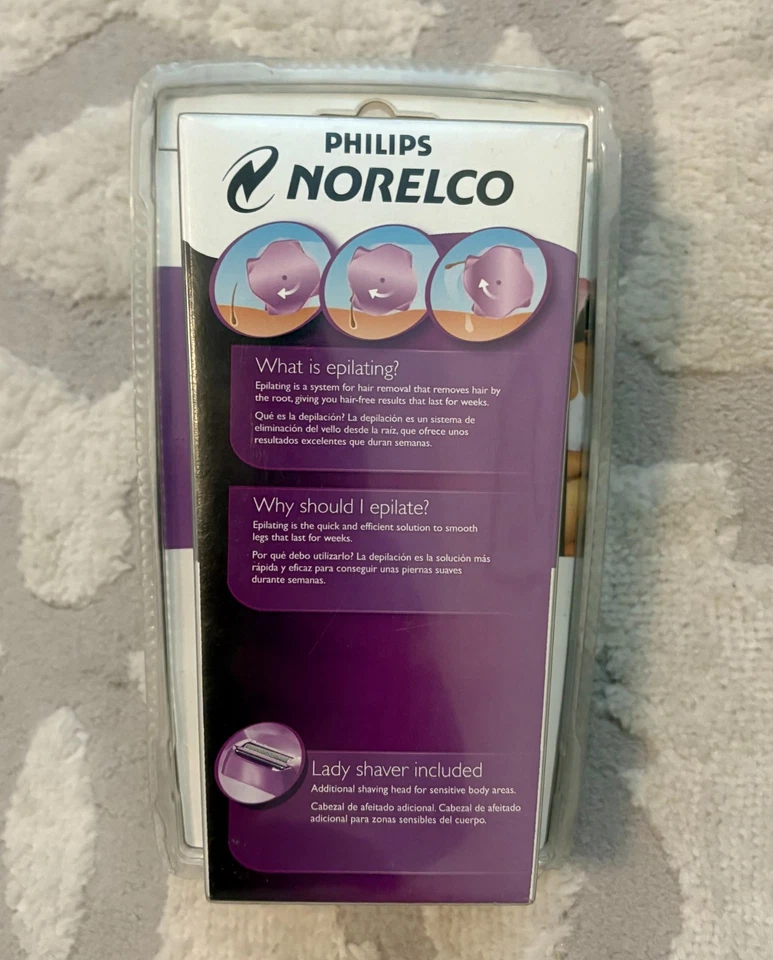 PHILIPS
NORELCO
What is epilating?
Epilating is a system for hair removal that removes hair by
the root, giving you hair-free results that last for weeks.
Qué es la depilación? La depilación es un sistema de
eliminación del vello desde la raíz, que ofrece unos
resultados excelentes que duran semanas.
Why should I epilate?
Epilating is the quick and efficient solution to smooth
legs that last for weeks.
Por qué debo utilizarlo? La depilación es la solución más
rápida y eficaz para conseguir unas piernas suaves
durante semanas.
Lady shaver included
Additional shaving head for sensitive body areas.
Cabezal de afeitado adicional. Cabezal de afeitado
adicional para zonas sensibles del cuerpo.